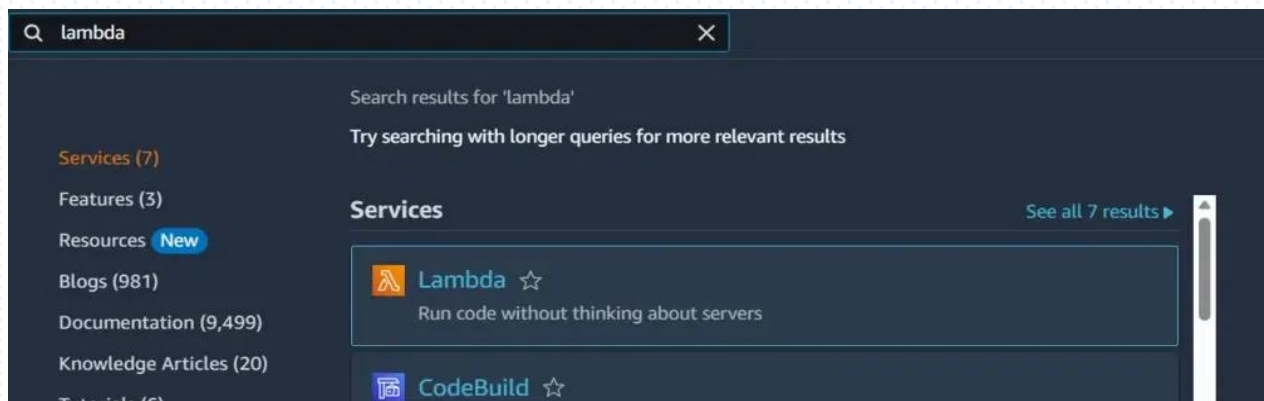 lambda
Search results for 'lambda'
Try searching with longer queries for more relevant results
Services (7)
Features (3)
Resources New
Blogs (981)
Documentation (9,499)
Knowledge Articles (20)
Services
See all 7 results
Lambda
Run code without thinking about servers
CodeBuild